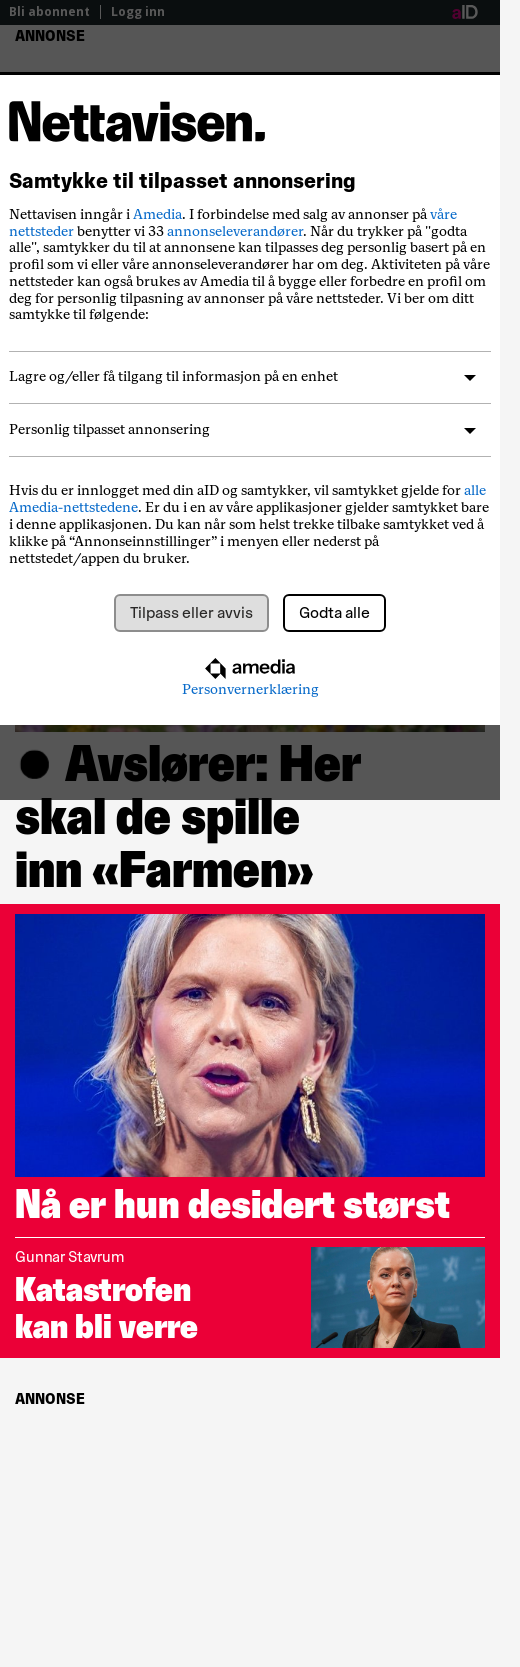 Bli abonnent | Logg inn aID
ANNONSE
Nettavisen.
Samtykke til tilpasset annonsering
Nettavisen inngår i Amedia. I forbindelse med salg av annonser på våre
nettsteder benytter vi 33 annonseleverandører. Når du trykker på "godta
alle", samtykker du til at annonsene kan tilpasses deg personlig basert på en
profil som vi eller våre annonseleverandører har om deg. Aktiviteten på våre
nettsteder kan også brukes av Amedia til å bygge eller forbedre en profil om
deg for personlig tilpasning av annonser på våre nettsteder. Vi ber om ditt
samtykke til følgende:
Lagre og/eller få tilgang til informasjon på en enhet
Personlig tilpasset annonsering
Hvis du er innlogget med din aID og samtykker, vil samtykket gjelde for alle
Amedia-nettstedene. Er du i en av våre applikasjoner gjelder samtykket bare
i denne applikasjonen. Du kan når som helst trekke tilbake samtykket ved å
klikke på “Annonseinnstillinger” i menyen eller nederst på
nettstedet/appen du bruker.
Tilpass eller avvis Godta alle
amedia
Personvernerklæring
● Avslører: Her
skal de spille
inn «Farmen»
Nå er hun desidert størst
Gunnar Stavrum
Katastrofen
kan bli verre
ANNONSE